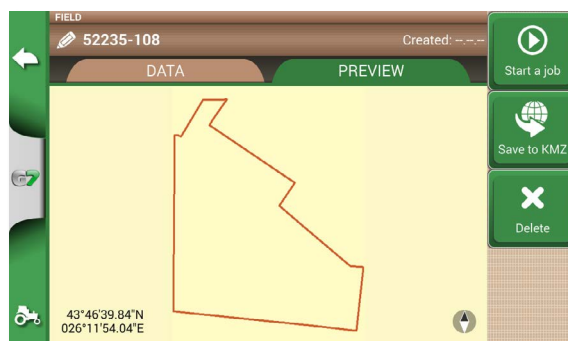 FIELD
52235-108 Created: --.--.--
DATA PREVIEW
Start a job
Save to KMZ
Delete
G7
43°46'39.84"N
026°11'54.04"E